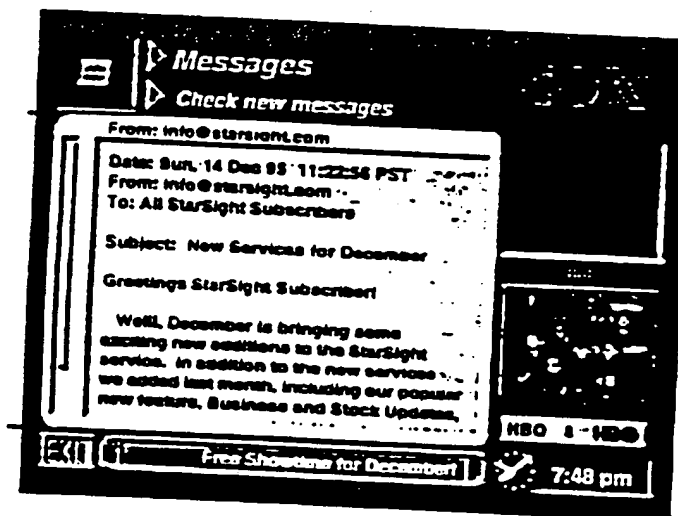 Messages
Check new messages
From: info@starsight.com
Date: Sun, 14 Dec 95 11:22:56 PST
From: info@starsight.com
To: All StarSight Subscribers
Subject: New Services for December
Greetings StarSight Subscriber!
Well, December is bringing some
exciting new additions to the StarSight
service. In addition to the new services
we added last month, including our popular
new feature, Business and Stock Updates,
HBO 8 HBO
EXIT
Free Showtime for December!
7:48 pm